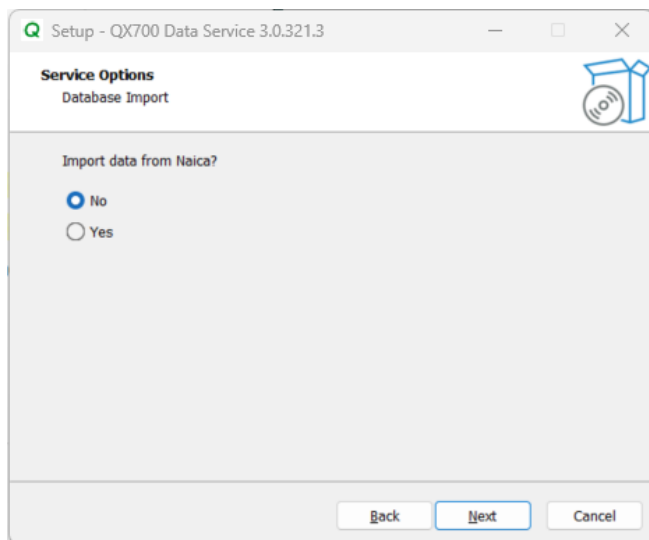 Setup - QX700 Data Service 3.0.321.3
Service Options
Database Import
Import data from Naica?
No
Yes
Back Next Cancel